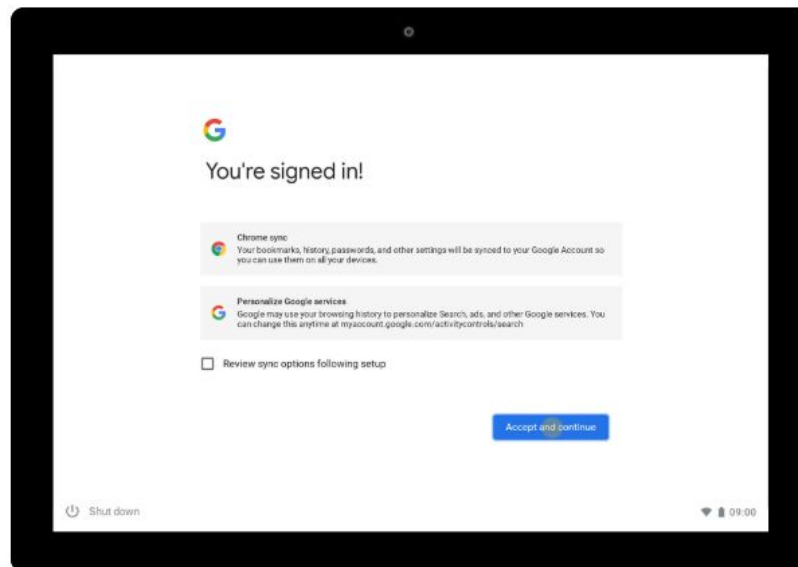 You're signed in!
Chrome sync
Your bookmarks, history, passwords, and other settings will be synced to your Google Account so
you can use them on all your devices.
Personalize Google services
Google may use your browsing history to personalize Search, ads, and other Google services. You
can change this anytime at myaccount.google.com/activitycontrols/search
Review sync options following setup
Accept and continue
Shut down
09:00